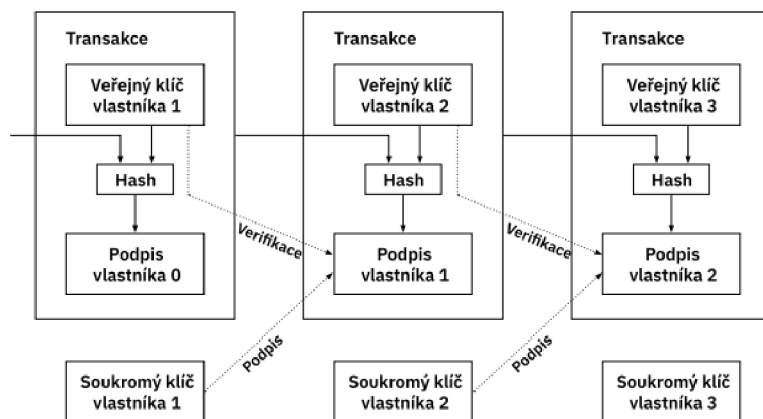 Transakce
Transakce
Transakce
Veřejný klíč
vlastníka 1
Veřejný klíč
vlastníka 2
Veřejný klíč
vlastníka 3
Hash
Hash
Hash
Verifikace
Verifikace
Podpis
vlastníka 0
Podpis
vlastníka 1
Podpis
vlastníka 2
Podpis
Podpis
Soukromý klíč
vlastníka 1
Soukromý klíč
vlastníka 2
Soukromý klíč
vlastníka 3